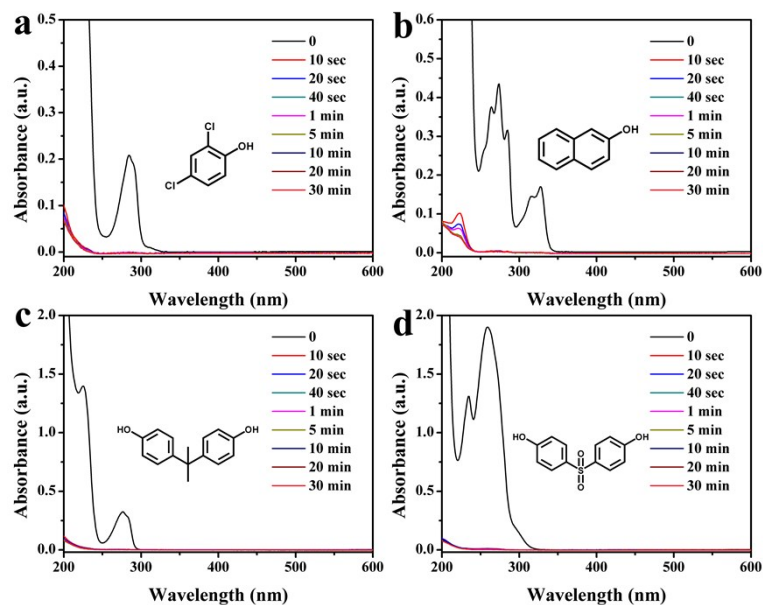 a
0.5
0.4
0.3
0.2
0.1
0.0
Absorbance (a.u.)
200 300 400 500 600
Wavelength (nm)
0
10 sec
20 sec
40 sec
1 min
5 min
10 min
20 min
30 min
Cl
OH
Cl
b
0.6
0.5
0.4
0.3
0.2
0.1
0.0
Absorbance (a.u.)
200 300 400 500 600
Wavelength (nm)
0
10 sec
20 sec
40 sec
1 min
5 min
10 min
20 min
30 min
OH
c
2.0
1.5
1.0
0.5
0.0
Absorbance (a.u.)
200 300 400 500 600
Wavelength (nm)
0
10 sec
20 sec
40 sec
1 min
5 min
10 min
20 min
30 min
HO
OH
d
2.0
1.5
1.0
0.5
0.0
Absorbance (a.u.)
200 300 400 500 600
Wavelength (nm)
0
10 sec
20 sec
40 sec
1 min
5 min
10 min
20 min
30 min
HO
OH
O
S
O